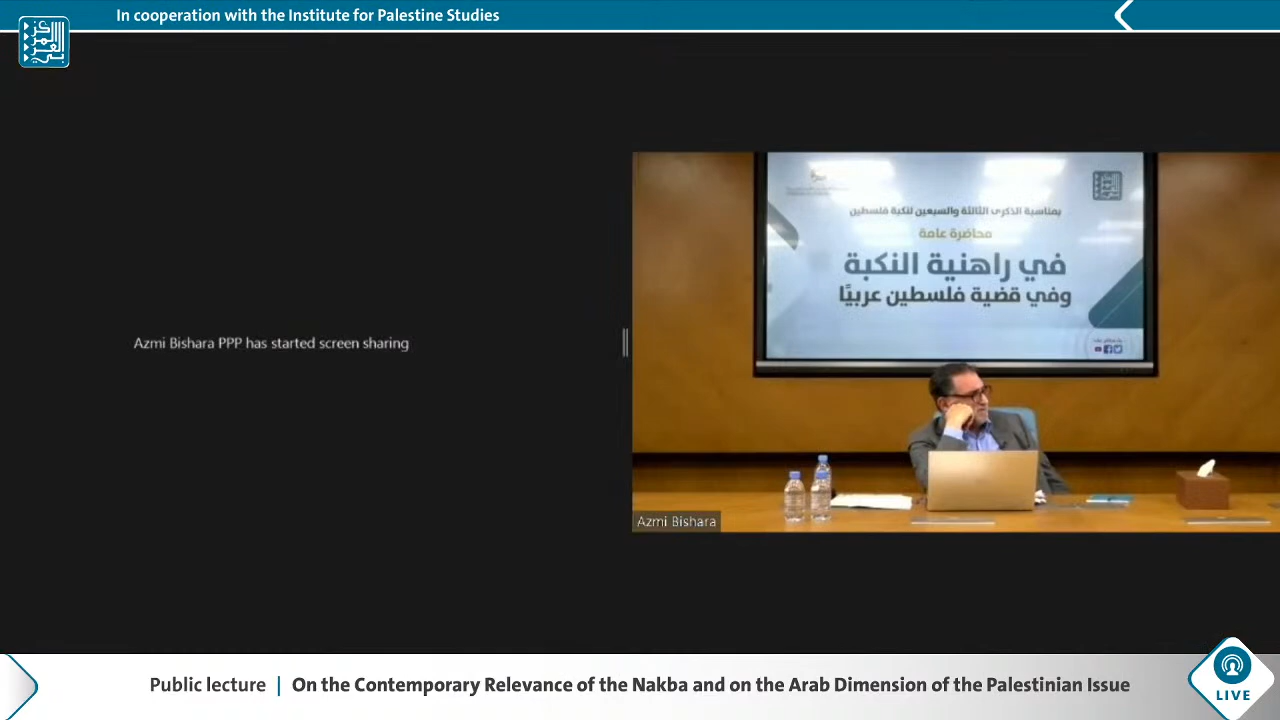 In cooperation with the Institute for Palestine Studies
Azmi Bishara PPP has started screen sharing
بمناسبة الذكرى الثالثة والسبعين لنكبة فلسطين
محاضرة عامة
في راهنية النكبة
وفي قضية فلسطين عربيًا
Azmi Bishara
Public lecture | On the Contemporary Relevance of the Nakba and on the Arab Dimension of the Palestinian Issue
LIVE